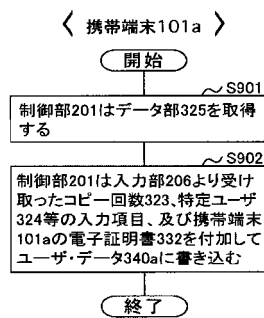 〈 携帯端末101a 〉
開始
S901
制御部201はデータ部325を取得
する
S902
制御部201は入力部206より受け
取ったコピー回数323、特定ユーザ
324等の入力項目、及び携帯端末
101aの電子証明書332を付加して
ユーザ・データ340aに書き込む
終了